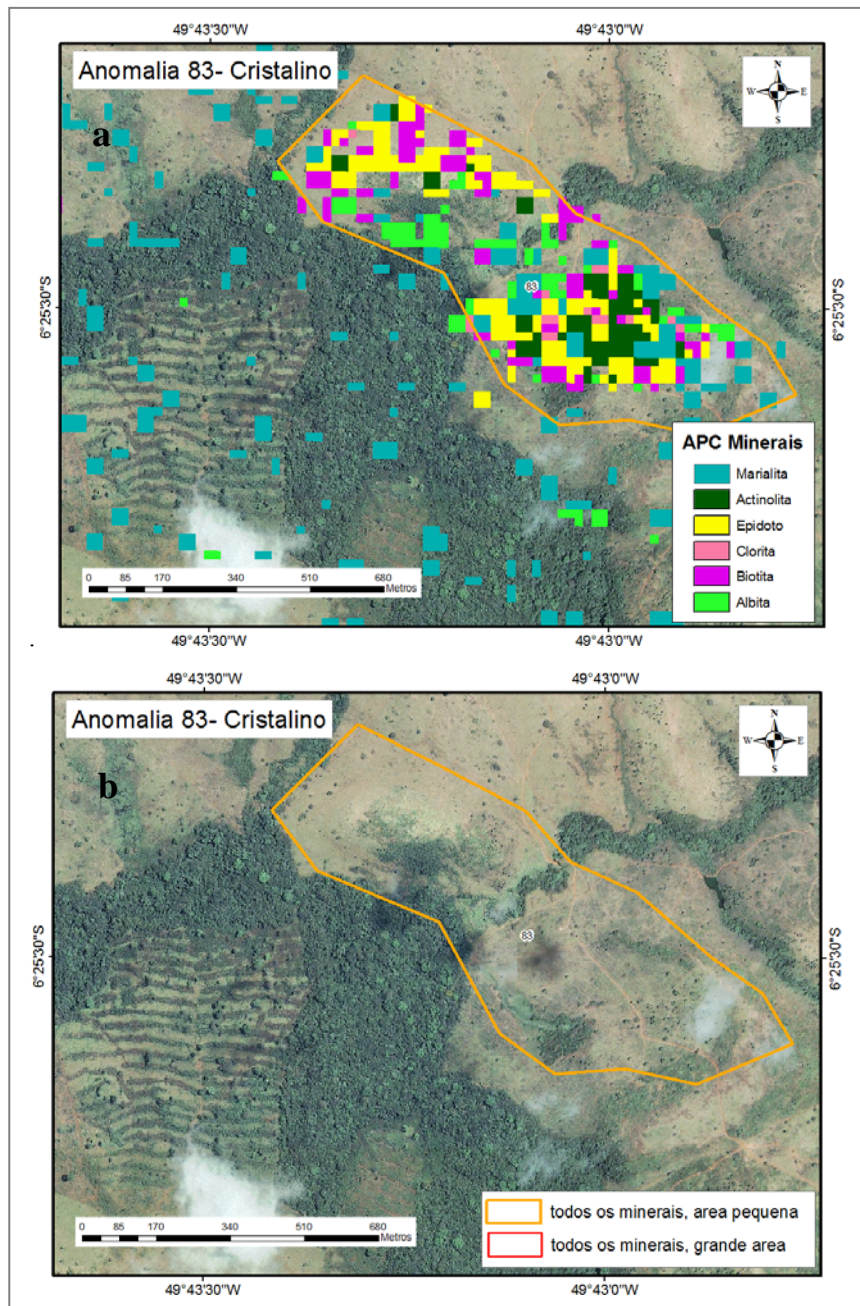 49°43'30"W
49°43'0"W
Anomalia 83- Cristalino
N
W E
S
a
83
6°25'30"S
6°25'30"S
APC Minerais
Marialita
Actinolita
Epidoto
Clorita
Biotita
Albita
0 85 170 340 510 680
Metros
49°43'30"W
49°43'0"W
.
49°43'30"W
49°43'0"W
Anomalia 83- Cristalino
N
W E
S
b
83
6°25'30"S
6°25'30"S
todos os minerais, area pequena
todos os minerais, grande area
0 85 170 340 510 680
Metros
49°43'30"W
49°43'0"W